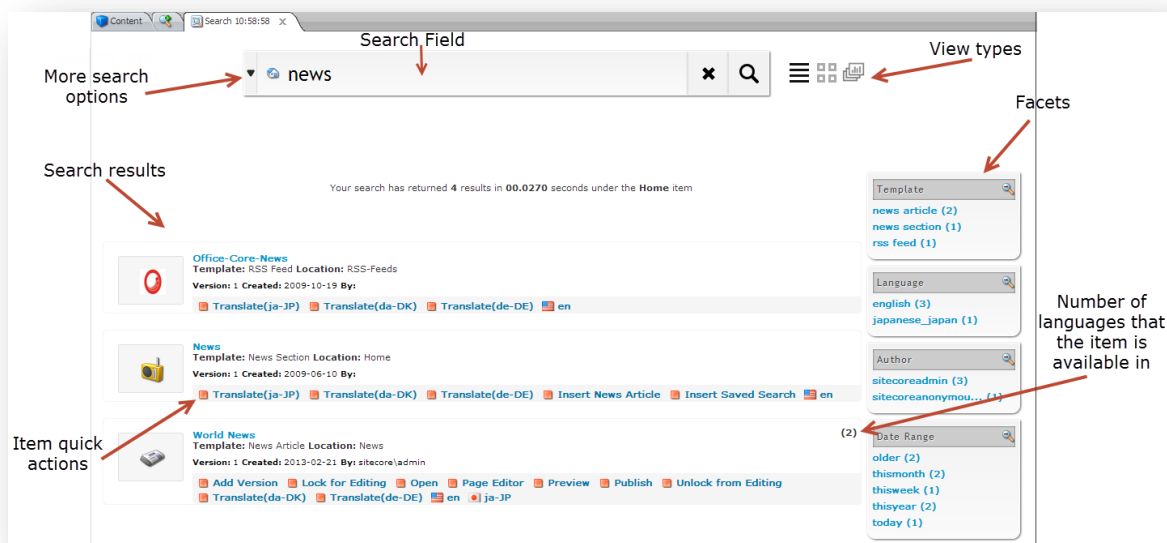 Content
Search 10:58:58
Search Field
View types
More search
options
news
Facets
Search results
Your search has returned 4 results in 00.0270 seconds under the Home item
Template
news article (2)
news section (1)
rss feed (1)
Office-Core-News
Template: RSS Feed Location: RSS-Feeds
Version: 1 Created: 2009-10-19 By:
Translate(ja-JP) Translate(da-DK) Translate(de-DE) en
Language
english (3)
japanese_japan (1)
Number of
languages that
the item is
available in
News
Template: News Section Location: Home
Version: 1 Created: 2009-06-10 By:
Translate(ja-JP) Translate(da-DK) Translate(de-DE) Insert News Article Insert Saved Search en
Author
sitecoreadmin (3)
sitecoreanonymou... (1)
Item quick
actions
World News
(2)
Template: News Article Location: News
Version: 1 Created: 2013-02-21 By: sitecore\admin
Add Version Lock for Editing Open Page Editor Preview Publish Unlock from Editing
Translate(da-DK) Translate(de-DE) en ja-JP
Date Range
older (2)
thismonth (2)
thisweek (1)
thisyear (2)
today (1)